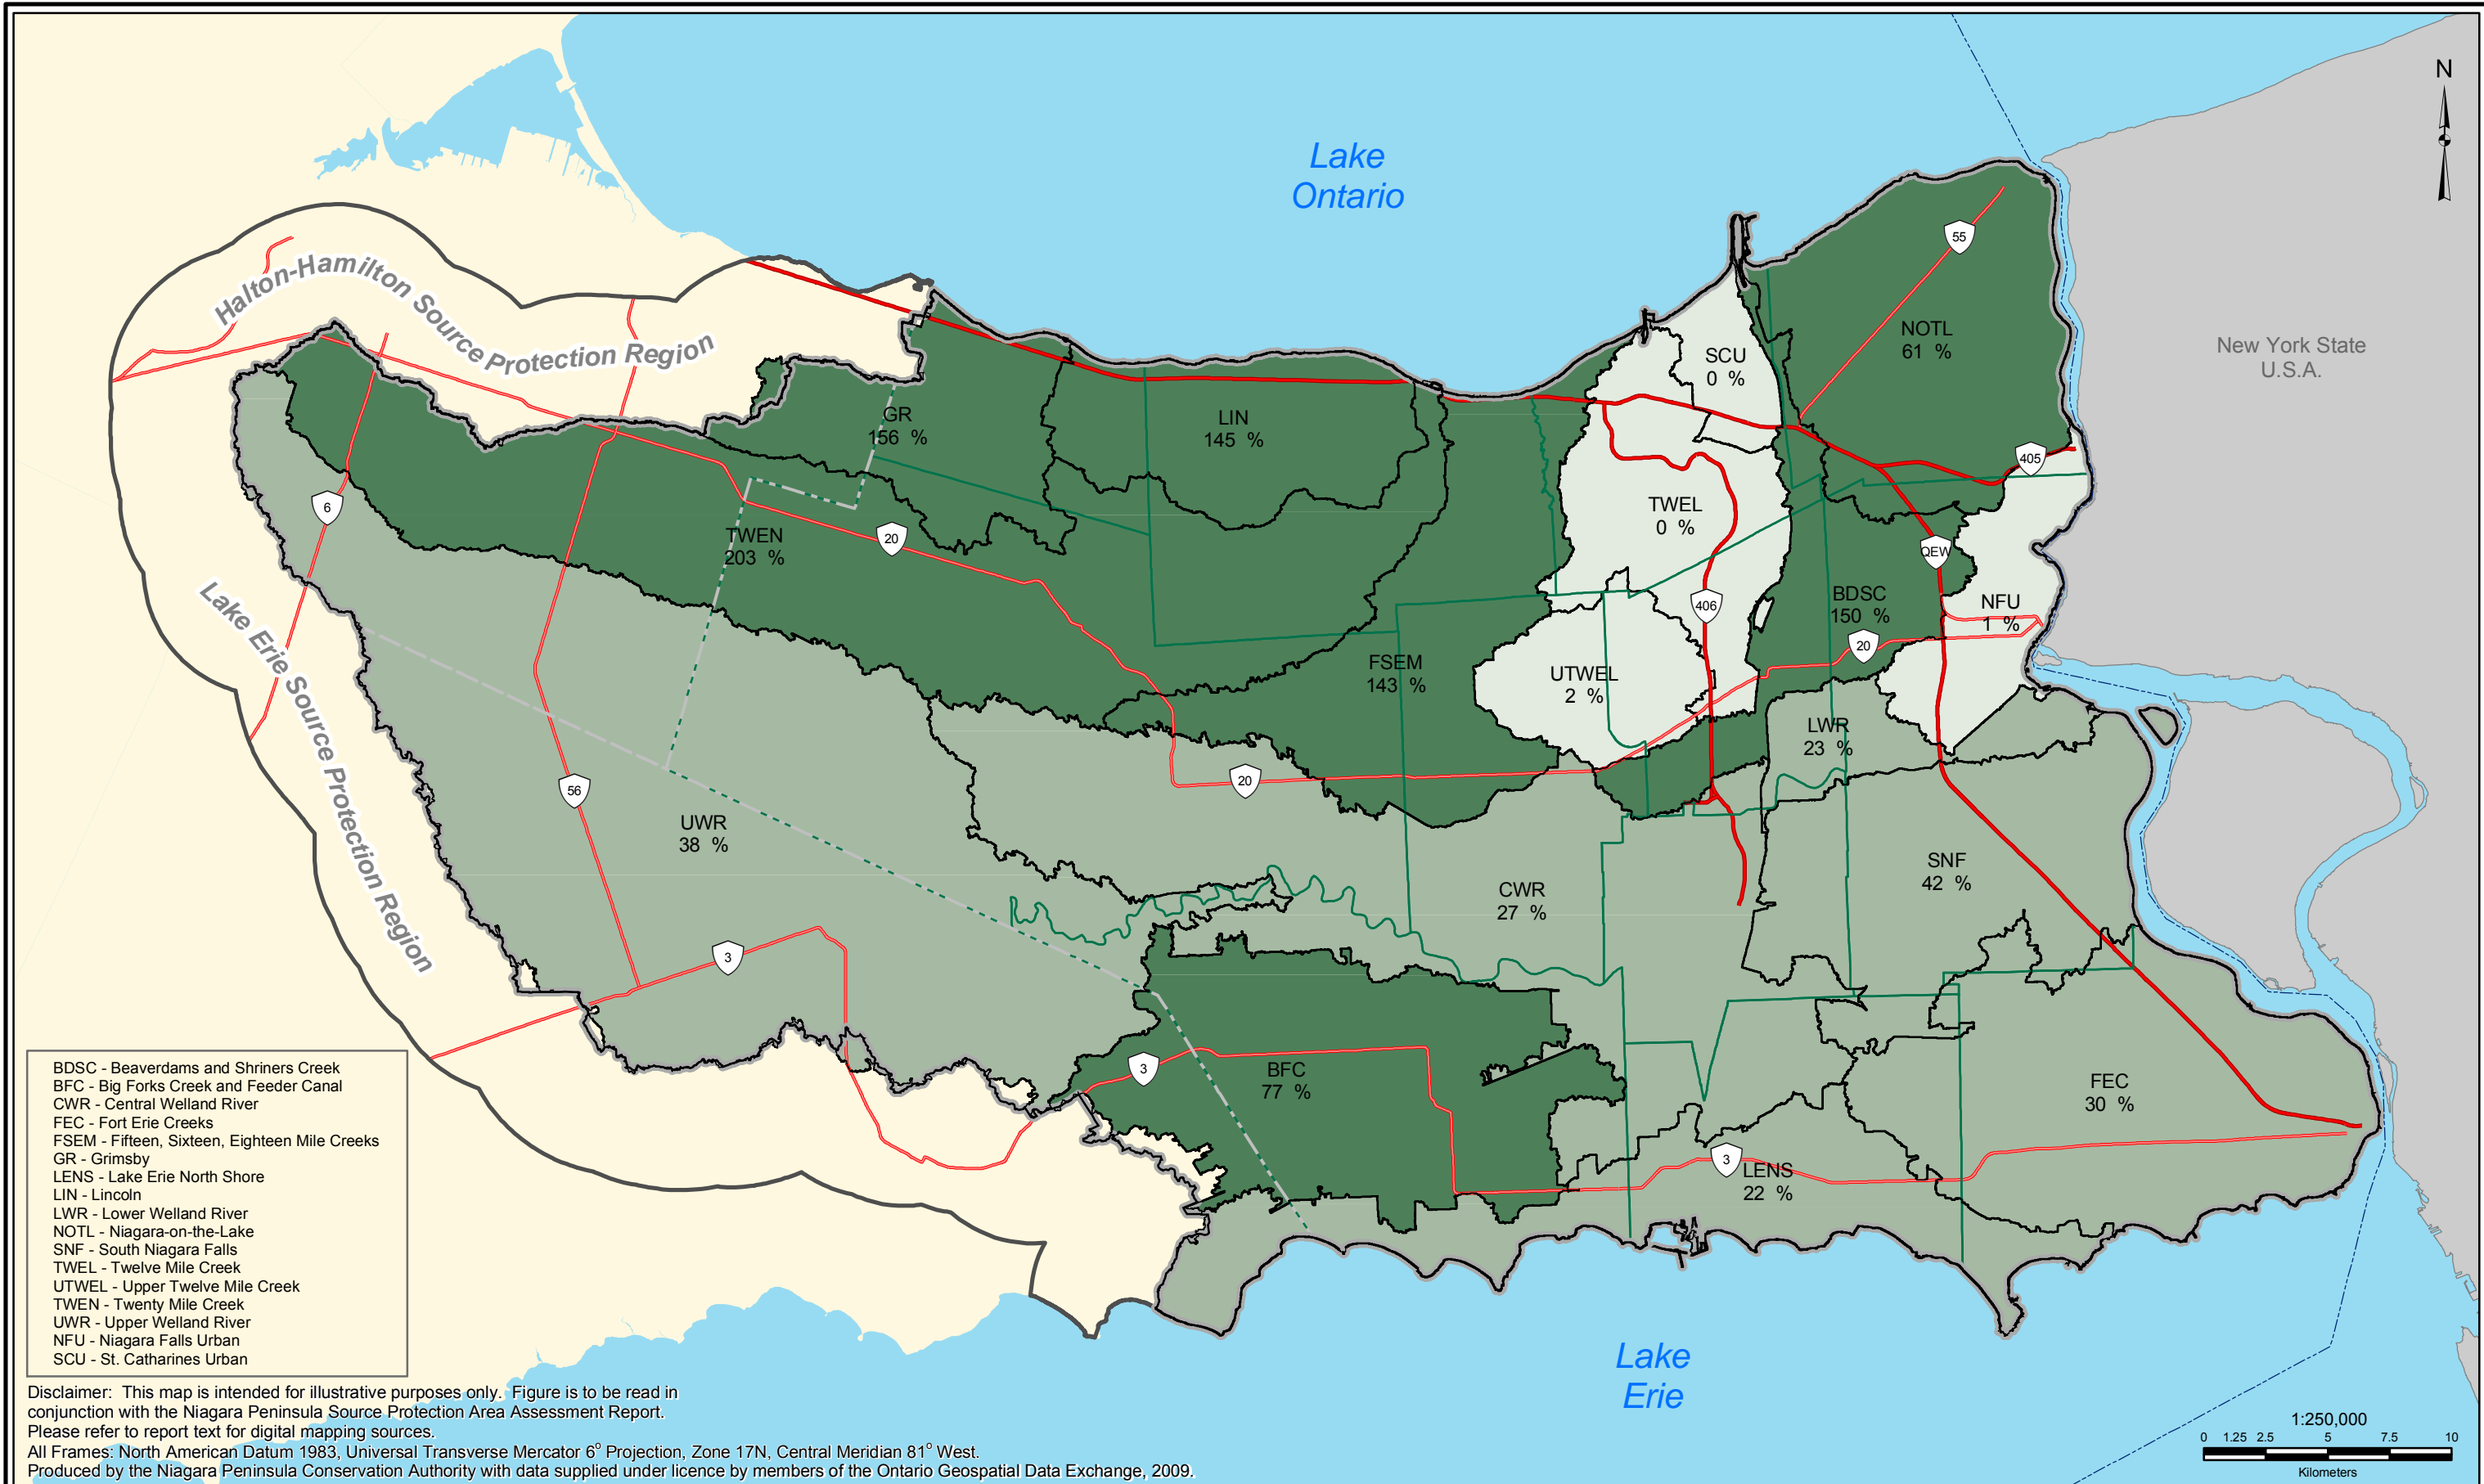 N
Lake
Ontario
55
NOTL
61 %
New York State
U.S.A.
Halton-Hamilton Source Protection Region
SCU
0 %
GR
156 %
LIN
145 %
405
6
TWEL
0 %
TWEN
203 %
20
QEW
BDSC
150 %
NFU
1 %
406
20
Lake Erie Source Protection Region
FSEM
143 %
UTWEL
2 %
LWR
23 %
56
20
UWR
38 %
SNF
42 %
CWR
27 %
3
3
BFC
77 %
FEC
30 %
3
LENS
22 %
BDSC - Beaverdams and Shriners Creek
BFC - Big Forks Creek and Feeder Canal
CWR - Central Welland River
FEC - Fort Erie Creeks
FSEM - Fifteen, Sixteen, Eighteen Mile Creeks
GR - Grimsby
LENS - Lake Erie North Shore
LIN - Lincoln
LWR - Lower Welland River
NOTL - Niagara-on-the-Lake
SNF - South Niagara Falls
TWEL - Twelve Mile Creek
UTWEL - Upper Twelve Mile Creek
TWEN - Twenty Mile Creek
UWR - Upper Welland River
NFU - Niagara Falls Urban
SCU - St. Catharines Urban
Lake
Erie
Disclaimer: This map is intended for illustrative purposes only. Figure is to be read in
conjunction with the Niagara Peninsula Source Protection Area Assessment Report.
Please refer to report text for digital mapping sources.
All Frames: North American Datum 1983, Universal Transverse Mercator 6° Projection, Zone 17N, Central Meridian 81° West.
Produced by the Niagara Peninsula Conservation Authority with data supplied under licence by members of the Ontario Geospatial Data Exchange, 2009.
1:250,000
0 1.25 2.5 5 7.5 10
Kilometers